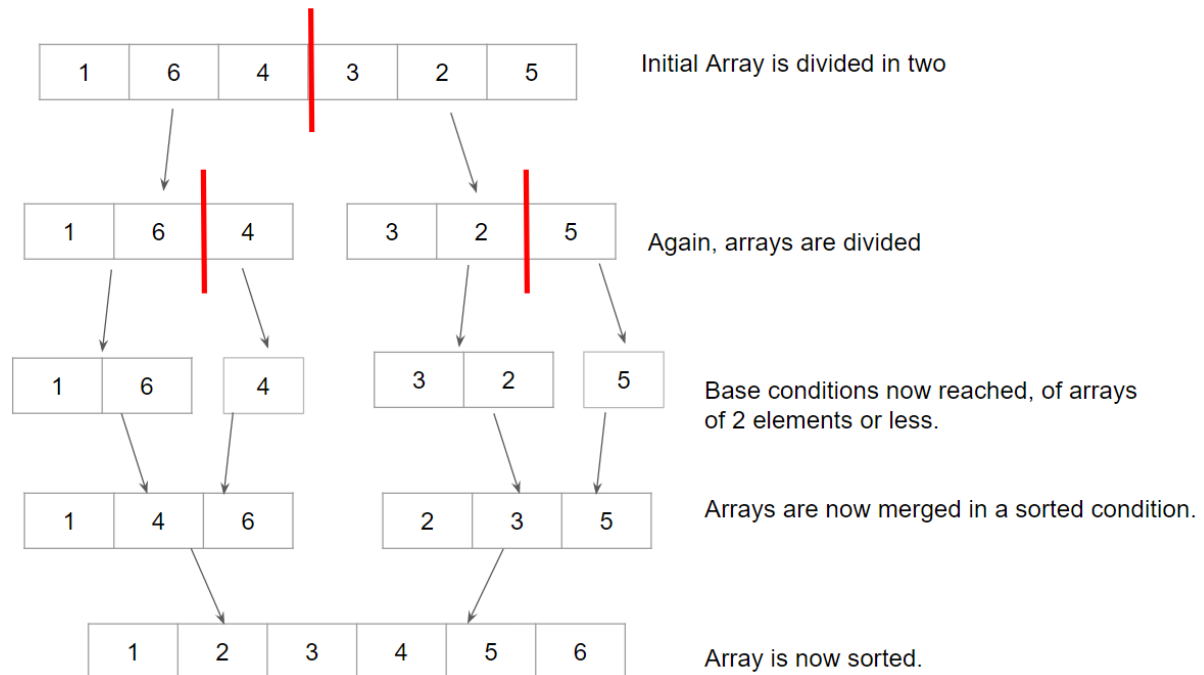 1 6 4 3 2 5
Initial Array is divided in two
1 6 4 3 2 5
Again, arrays are divided
1 6 4 3 2 5
Base conditions now reached, of arrays
of 2 elements or less.
1 4 6 2 3 5
Arrays are now merged in a sorted condition.
1 2 3 4 5 6
Array is now sorted.